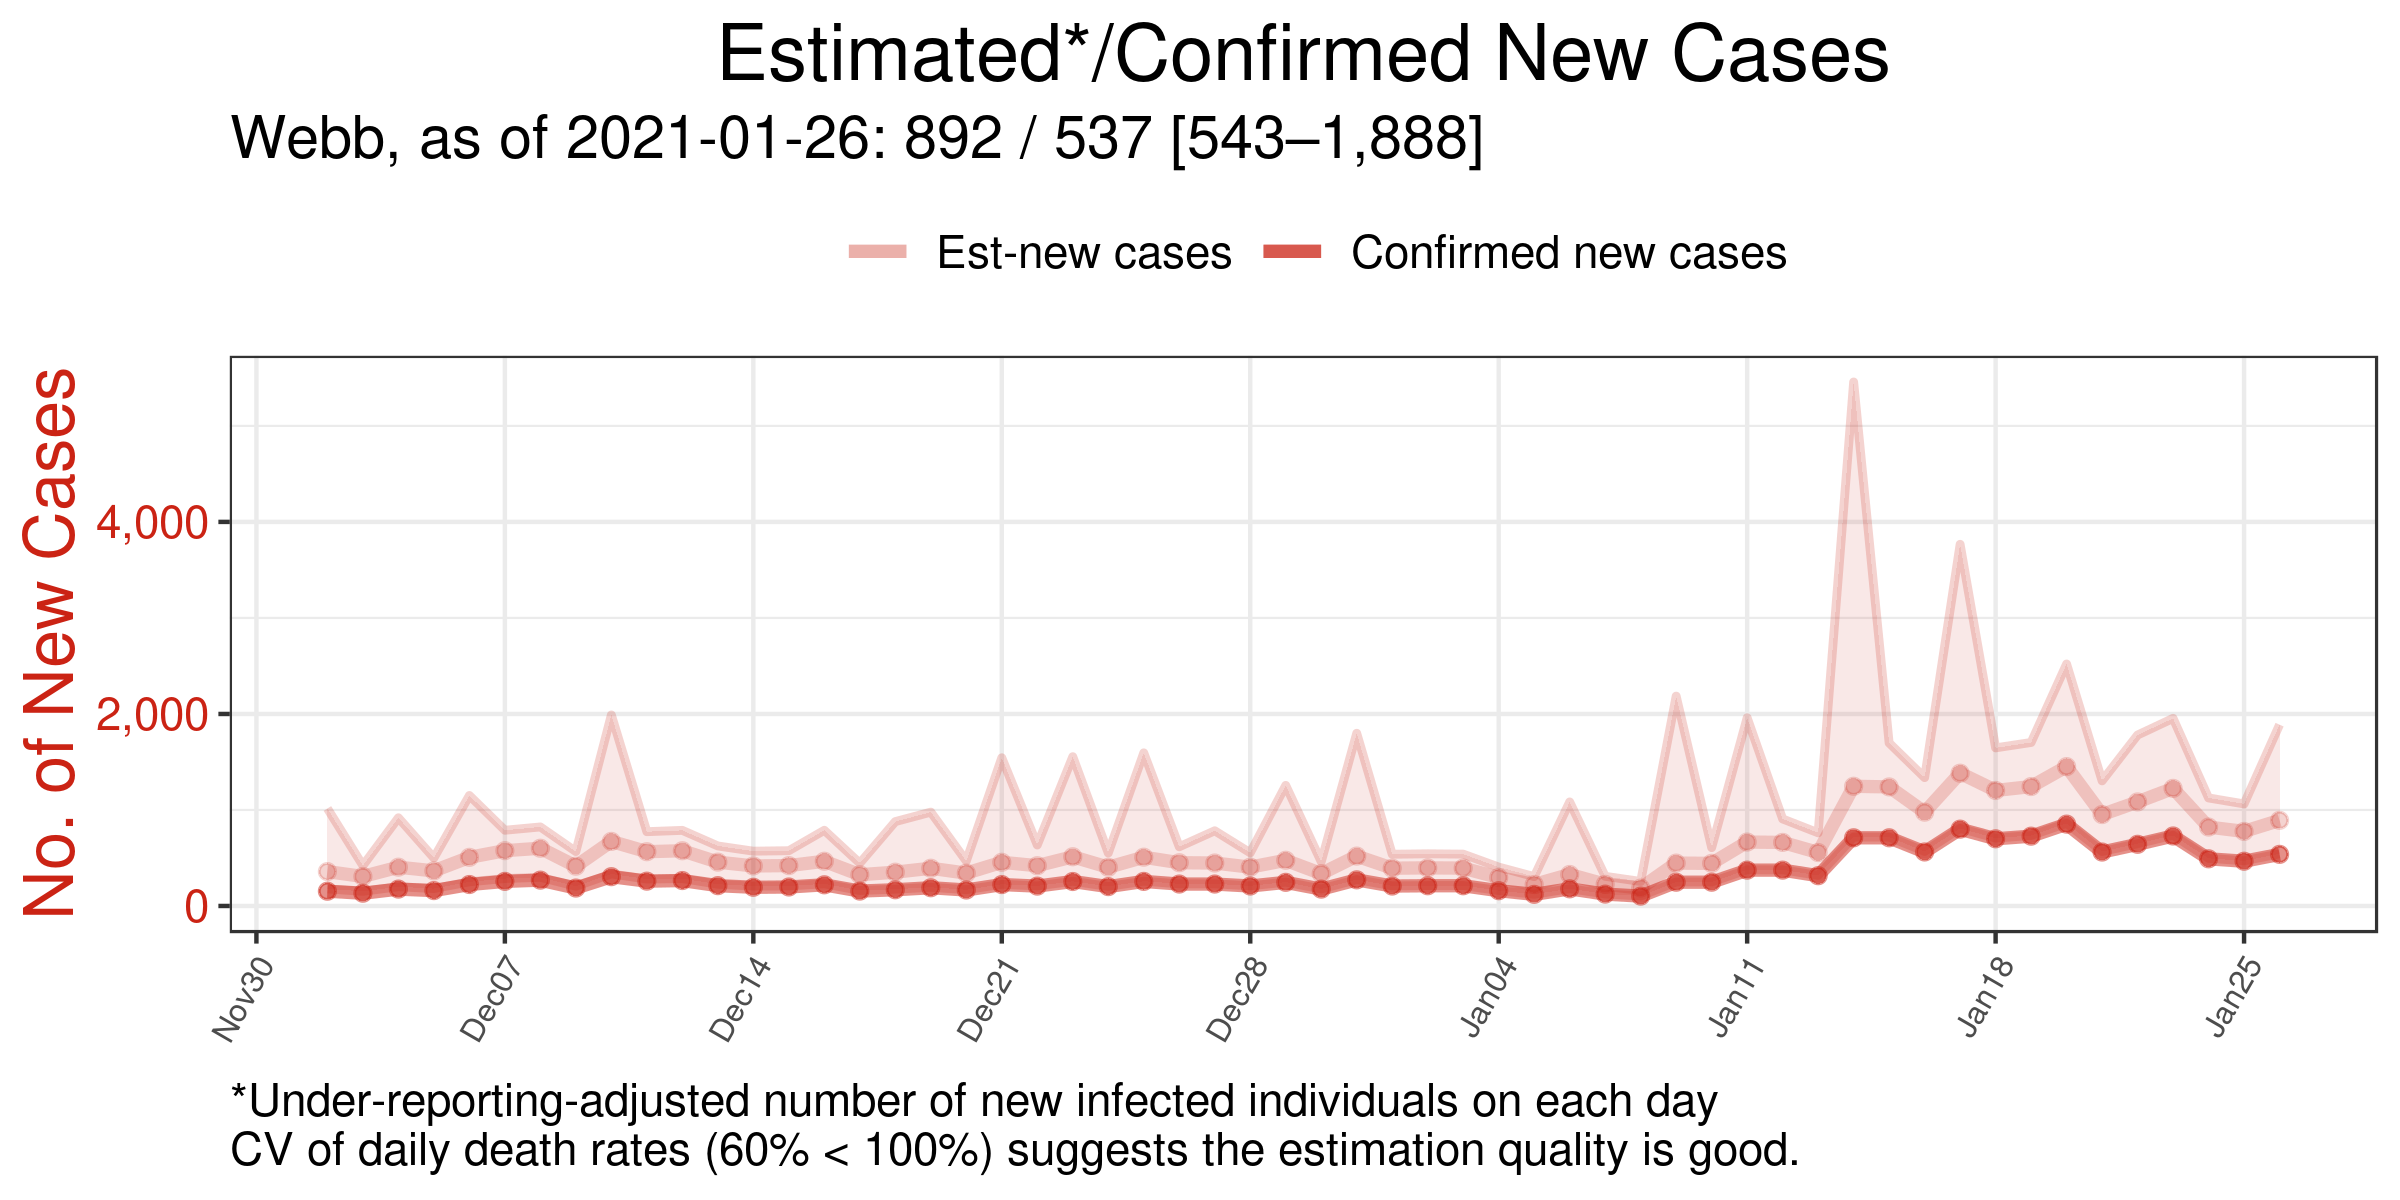 Estimated*/Confirmed New Cases
Webb, as of 2021-01-26: 892 / 537 [543–1,888]
Est-new cases
Confirmed new cases
No. of New Cases
4,000
2,000
0
Nov30
Dec07
Dec14
Dec21
Dec28
Jan04
Jan11
Jan18
Jan25
*Under-reporting-adjusted number of new infected individuals on each day
CV of daily death rates (60% < 100%) suggests the estimation quality is good.